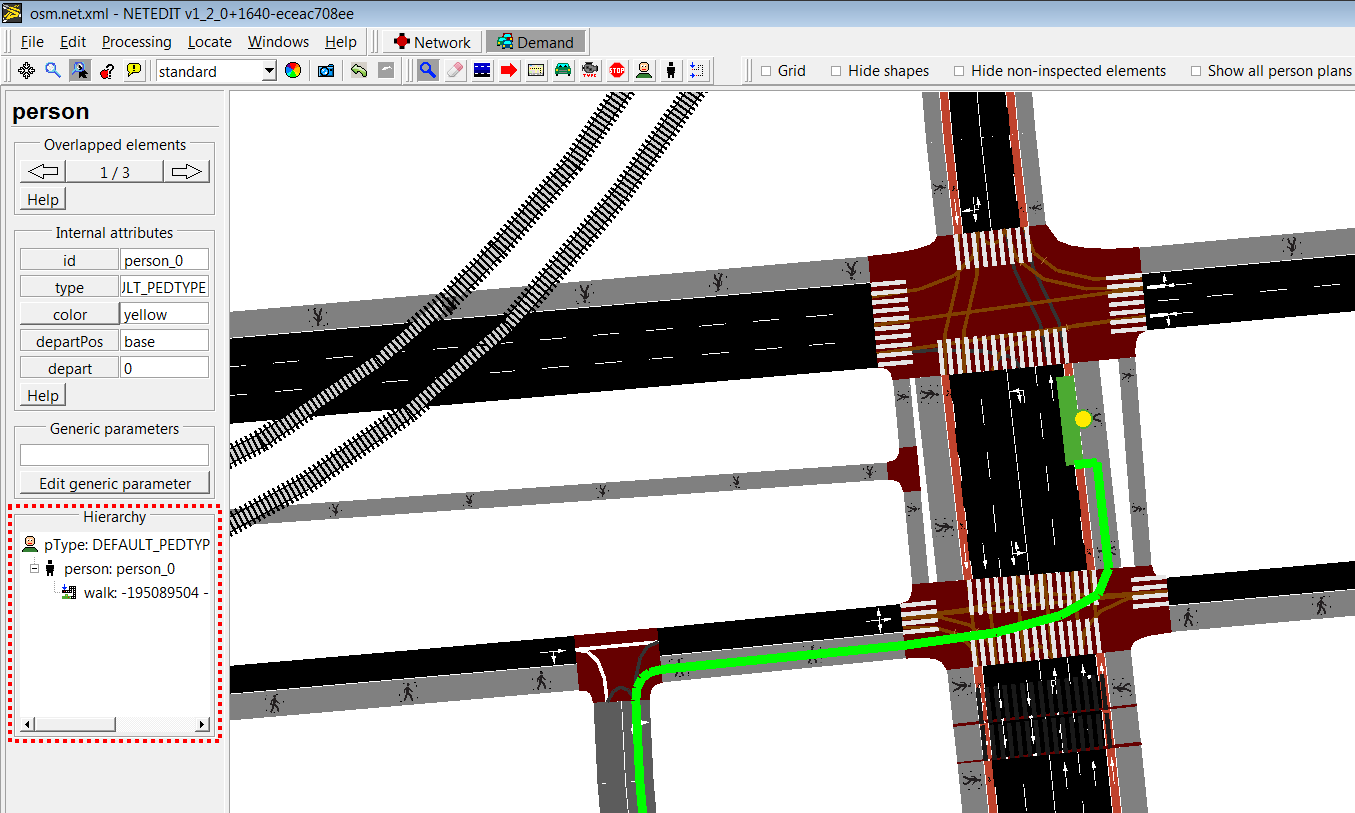 osm.net.xml - NETEDIT v1_2_0+1640-eceac708ee
File Edit Processing Locate Windows Help Network Demand
standard TYPE STOP Grid Hide shapes Hide non-inspected elements Show all person plans
person
Overlapped elements
1 / 3
Help
Internal attributes
id person_0
type JLT_PEDTYPE
color yellow
departPos base
depart 0
Help
Generic parameters
Edit generic parameter
Hierarchy
pType: DEFAULT_PEDTYP
person: person_0
walk: -195089504 -